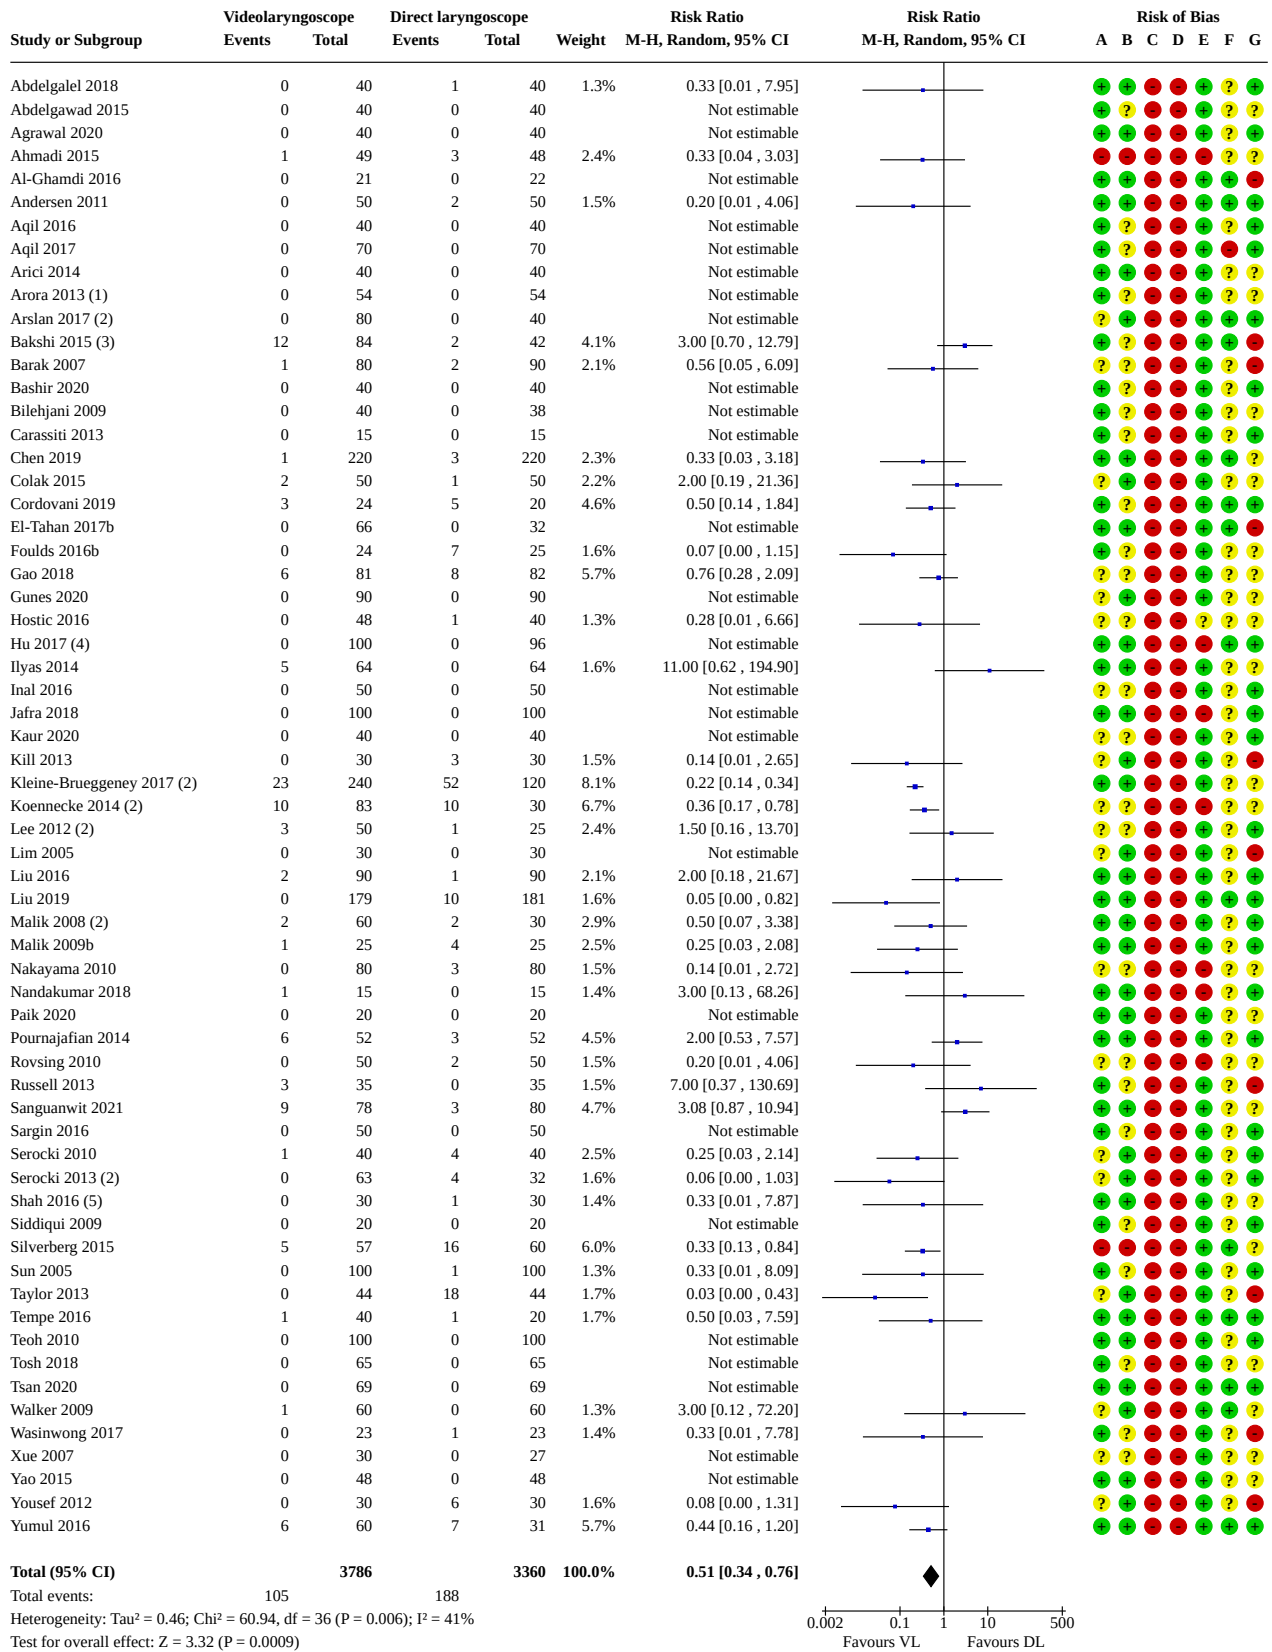 Videolaryngoscope Direct laryngoscope Risk Ratio Risk Ratio Risk of Bias
Study or Subgroup Events Total Events Total Weight M-H, Random, 95% CI M-H, Random, 95% CI A B C D E F G
Abdelgalel 2018 0 40 1 40 1.3% 0.33 [0.01 , 7.95] + + - - + ? +
Abdelgawad 2015 0 40 0 40 Not estimable + ? - - + ? ?
Agrawal 2020 0 40 0 40 Not estimable + + - - + ? +
Ahmadi 2015 1 49 3 48 2.4% 0.33 [0.04 , 3.03] - - - - - ? ?
Al-Ghamdi 2016 0 21 0 22 Not estimable + + - - + + -
Andersen 2011 0 50 2 50 1.5% 0.20 [0.01 , 4.06] + + - - + + +
Aqil 2016 0 40 0 40 Not estimable + ? - - + ? +
Aqil 2017 0 70 0 70 Not estimable + ? - - + - +
Arici 2014 0 40 0 40 Not estimable + + - - + ? ?
Arora 2013 (1) 0 54 0 54 Not estimable + ? - - + ? ?
Arslan 2017 (2) 0 80 0 40 Not estimable ? + - - + + +
Bakshi 2015 (3) 12 84 2 42 4.1% 3.00 [0.70 , 12.79] + ? - - + + -
Barak 2007 1 80 2 90 2.1% 0.56 [0.05 , 6.09] ? ? - - + ? -
Bashir 2020 0 40 0 40 Not estimable + ? - - + ? +
Bilehjani 2009 0 40 0 38 Not estimable + ? - - + ? ?
Carassiti 2013 0 15 0 15 Not estimable + ? - - + ? +
Chen 2019 1 220 3 220 2.3% 0.33 [0.03 , 3.18] + + - - + + ?
Colak 2015 2 50 1 50 2.2% 2.00 [0.19 , 21.36] ? + - - + ? ?
Cordovani 2019 3 24 5 20 4.6% 0.50 [0.14 , 1.84] + ? - - + + +
El-Tahan 2017b 0 66 0 32 Not estimable + + - - + + -
Foulds 2016b 0 24 7 25 1.6% 0.07 [0.00 , 1.15] + ? - - + ? ?
Gao 2018 6 81 8 82 5.7% 0.76 [0.28 , 2.09] ? ? - - + ? ?
Gunes 2020 0 90 0 90 Not estimable ? + - - + ? ?
Hostic 2016 0 48 1 40 1.3% 0.28 [0.01 , 6.66] ? ? - - ? ? ?
Hu 2017 (4) 0 100 0 96 Not estimable + + - - - + +
Ilyas 2014 5 64 0 64 1.6% 11.00 [0.62 , 194.90] + + - - + ? ?
Inal 2016 0 50 0 50 Not estimable ? ? - - + ? +
Jafra 2018 0 100 0 100 Not estimable + + - - - ? +
Kaur 2020 0 40 0 40 Not estimable ? ? - - + ? +
Kill 2013 0 30 3 30 1.5% 0.14 [0.01 , 2.65] ? + - - + ? -
Kleine-Brueggeney 2017 (2) 23 240 52 120 8.1% 0.22 [0.14 , 0.34] + + - - + ? ?
Koennecke 2014 (2) 10 83 10 30 6.7% 0.36 [0.17 , 0.78] ? ? - - - ? ?
Lee 2012 (2) 3 50 1 25 2.4% 1.50 [0.16 , 13.70] ? ? - - + ? +
Lim 2005 0 30 0 30 Not estimable ? + - - + ? -
Liu 2016 2 90 1 90 2.1% 2.00 [0.18 , 21.67] + + - - + ? +
Liu 2019 0 179 10 181 1.6% 0.05 [0.00 , 0.82] + + - - + + +
Malik 2008 (2) 2 60 2 30 2.9% 0.50 [0.07 , 3.38] + + - - + ? +
Malik 2009b 1 25 4 25 2.5% 0.25 [0.03 , 2.08] + + - - + ? +
Nakayama 2010 0 80 3 80 1.5% 0.14 [0.01 , 2.72] ? ? - - - ? ?
Nandakumar 2018 1 15 0 15 1.4% 3.00 [0.13 , 68.26] + + - - - ? +
Paik 2020 0 20 0 20 Not estimable + + - - + ? ?
Pournajafian 2014 6 52 3 52 4.5% 2.00 [0.53 , 7.57] + + - - + ? +
Rovsing 2010 0 50 2 50 1.5% 0.20 [0.01 , 4.06] ? ? - - - ? ?
Russell 2013 3 35 0 35 1.5% 7.00 [0.37 , 130.69] + ? - - + ? -
Sanguanwit 2021 9 78 3 80 4.7% 3.08 [0.87 , 10.94] + + - - + ? ?
Sargin 2016 0 50 0 50 Not estimable + ? - - + ? +
Serocki 2010 1 40 4 40 2.5% 0.25 [0.03 , 2.14] ? + - - + ? +
Serocki 2013 (2) 0 63 4 32 1.6% 0.06 [0.00 , 1.03] ? + - - + ? +
Shah 2016 (5) 0 30 1 30 1.4% 0.33 [0.01 , 7.87] + + - - + ? ?
Siddiqui 2009 0 20 0 20 Not estimable + ? - - + ? +
Silverberg 2015 5 57 16 60 6.0% 0.33 [0.13 , 0.84] - - - - + + ?
Sun 2005 0 100 1 100 1.3% 0.33 [0.01 , 8.09] + ? - - + ? +
Taylor 2013 0 44 18 44 1.7% 0.03 [0.00 , 0.43] ? + - - + ? -
Tempe 2016 1 40 1 20 1.7% 0.50 [0.03 , 7.59] + + - - + + +
Teoh 2010 0 100 0 100 Not estimable + + - - + ? +
Tosh 2018 0 65 0 65 Not estimable + ? - - + ? ?
Tsan 2020 0 69 0 69 Not estimable + + - - + + +
Walker 2009 1 60 0 60 1.3% 3.00 [0.12 , 72.20] ? + - - + + ?
Wasinwong 2017 0 23 1 23 1.4% 0.33 [0.01 , 7.78] + ? - - + ? -
Xue 2007 0 30 0 27 Not estimable ? ? - - + ? ?
Yao 2015 0 48 0 48 Not estimable + + - - + ? ?
Yousef 2012 0 30 6 30 1.6% 0.08 [0.00 , 1.31] ? + - - + ? -
Yumul 2016 6 60 7 31 5.7% 0.44 [0.16 , 1.20] + + - - + + +
Total (95% CI) 3786 3360 100.0% 0.51 [0.34 , 0.76]
Total events: 105 188
Heterogeneity: Tau² = 0.46; Chi² = 60.94, df = 36 (P = 0.006); I² = 41%
Test for overall effect: Z = 3.32 (P = 0.0009)
0.002 0.1 1 10 500
Favours VL Favours DL